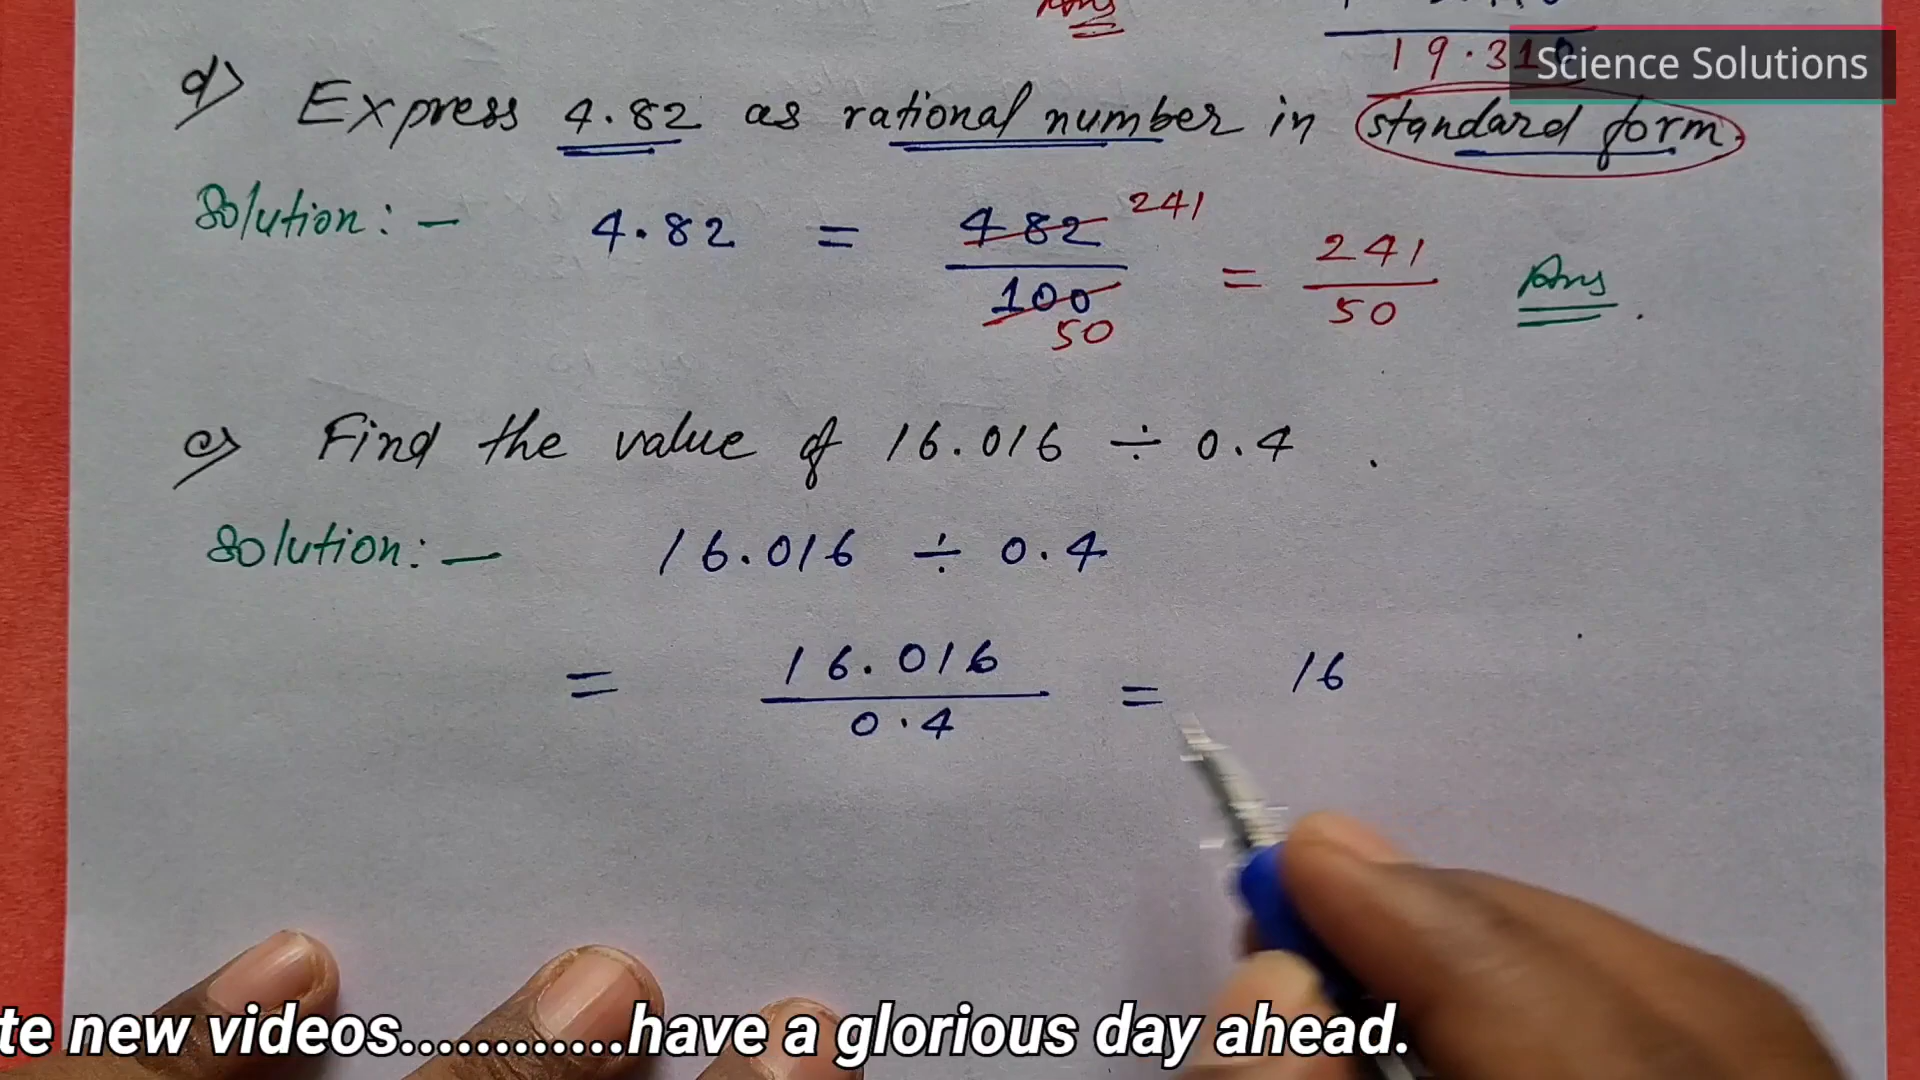 Ans
19.310
Science Solutions
d) Express 4.82 as rational number in standard form.
Solution:- 4.82 = 482/100 = 241/50 Ans.
241
50
e) Find the value of 16.016 ÷ 0.4.
Solution:- 16.016 ÷ 0.4
= 16.016/0.4 = 16
te new videos............have a glorious day ahead.